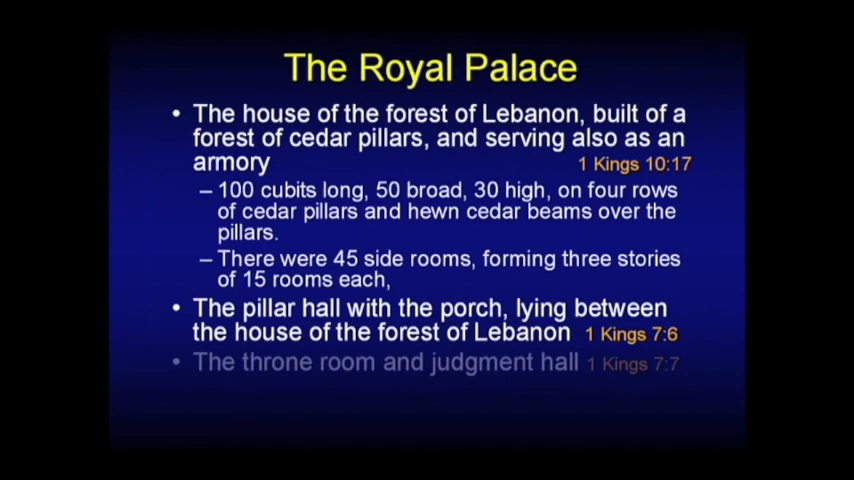 The Royal Palace
• The house of the forest of Lebanon, built of a
forest of cedar pillars, and serving also as an
armory 1 Kings 10:17
– 100 cubits long, 50 broad, 30 high, on four rows
of cedar pillars and hewn cedar beams over the
pillars.
– There were 45 side rooms, forming three stories
of 15 rooms each,
• The pillar hall with the porch, lying between
the house of the forest of Lebanon 1 Kings 7:6
• The throne room and judgment hall 1 Kings 7:7